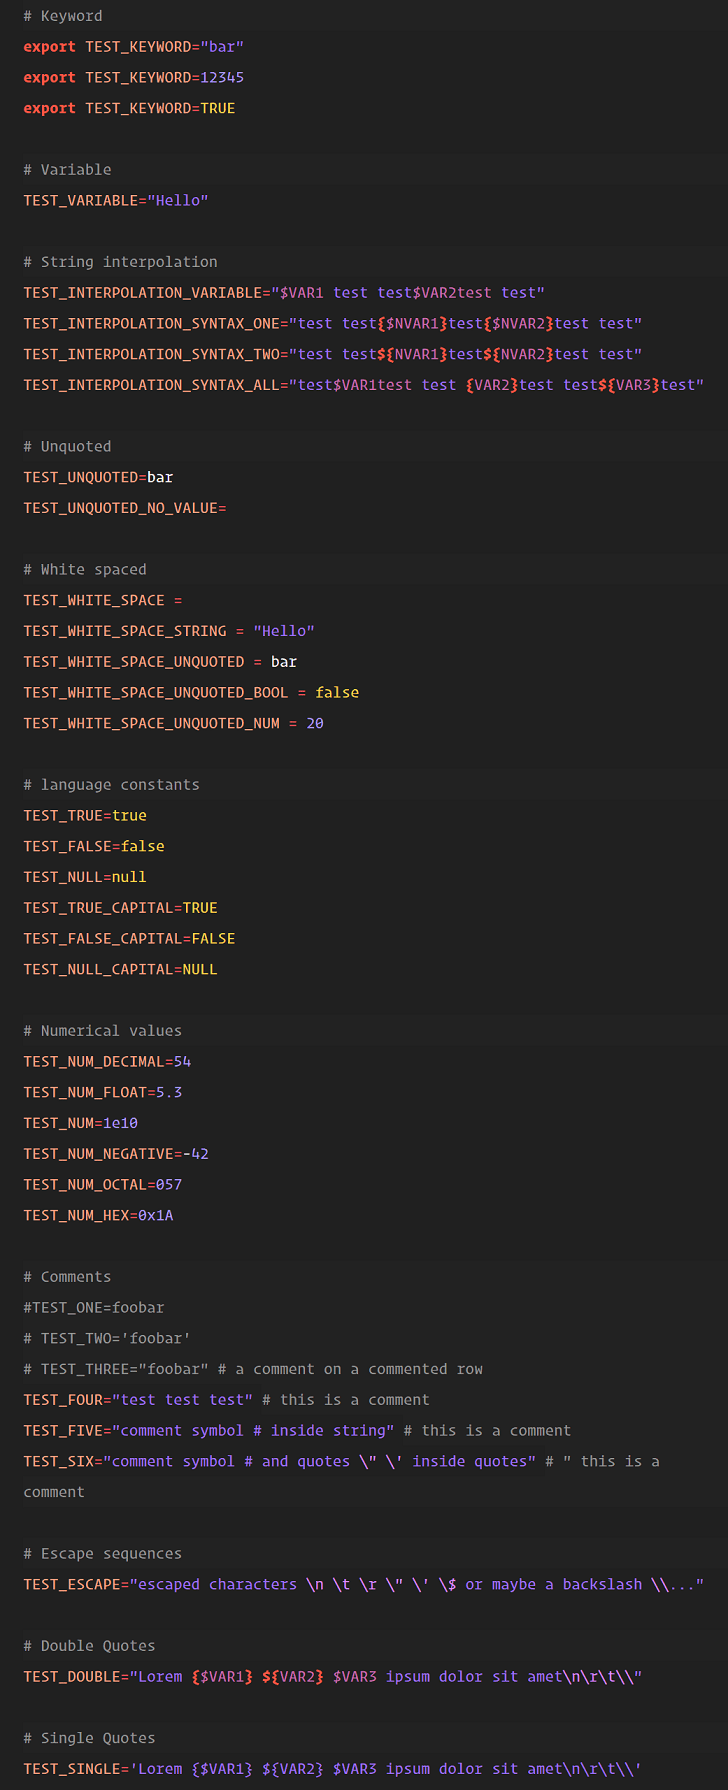 # Keyword
export TEST_KEYWORD="bar"
export TEST_KEYWORD=12345
export TEST_KEYWORD=TRUE
# Variable
TEST_VARIABLE="Hello"
# String interpolation
TEST_INTERPOLATION_VARIABLE="$VAR1 test test$VAR2test test"
TEST_INTERPOLATION_SYNTAX_ONE="test test{$NVAR1}test{$NVAR2}test test"
TEST_INTERPOLATION_SYNTAX_TWO="test test${NVAR1}test${NVAR2}test test"
TEST_INTERPOLATION_SYNTAX_ALL="test$VAR1test test {VAR2}test test${VAR3}test"
# Unquoted
TEST_UNQUOTED=bar
TEST_UNQUOTED_NO_VALUE=
# White spaced
TEST_WHITE_SPACE =
TEST_WHITE_SPACE_STRING = "Hello"
TEST_WHITE_SPACE_UNQUOTED = bar
TEST_WHITE_SPACE_UNQUOTED_BOOL = false
TEST_WHITE_SPACE_UNQUOTED_NUM = 20
# language constants
TEST_TRUE=true
TEST_FALSE=false
TEST_NULL=null
TEST_TRUE_CAPITAL=TRUE
TEST_FALSE_CAPITAL=FALSE
TEST_NULL_CAPITAL=NULL
# Numerical values
TEST_NUM_DECIMAL=54
TEST_NUM_FLOAT=5.3
TEST_NUM=1e10
TEST_NUM_NEGATIVE=-42
TEST_NUM_OCTAL=057
TEST_NUM_HEX=0x1A
# Comments
#TEST_ONE=foobar
# TEST_TWO='foobar'
# TEST_THREE="foobar" # a comment on a commented row
TEST_FOUR="test test test" # this is a comment
TEST_FIVE="comment symbol # inside string" # this is a comment
TEST_SIX="comment symbol # and quotes \" \' inside quotes" # " this is a
comment
# Escape sequences
TEST_ESCAPE="escaped characters \n \t \r \" \' \$ or maybe a backslash \\..."
# Double Quotes
TEST_DOUBLE="Lorem {$VAR1} ${VAR2} $VAR3 ipsum dolor sit amet\n\r\t\\"
# Single Quotes
TEST_SINGLE='Lorem {$VAR1} ${VAR2} $VAR3 ipsum dolor sit amet\n\r\t\\'